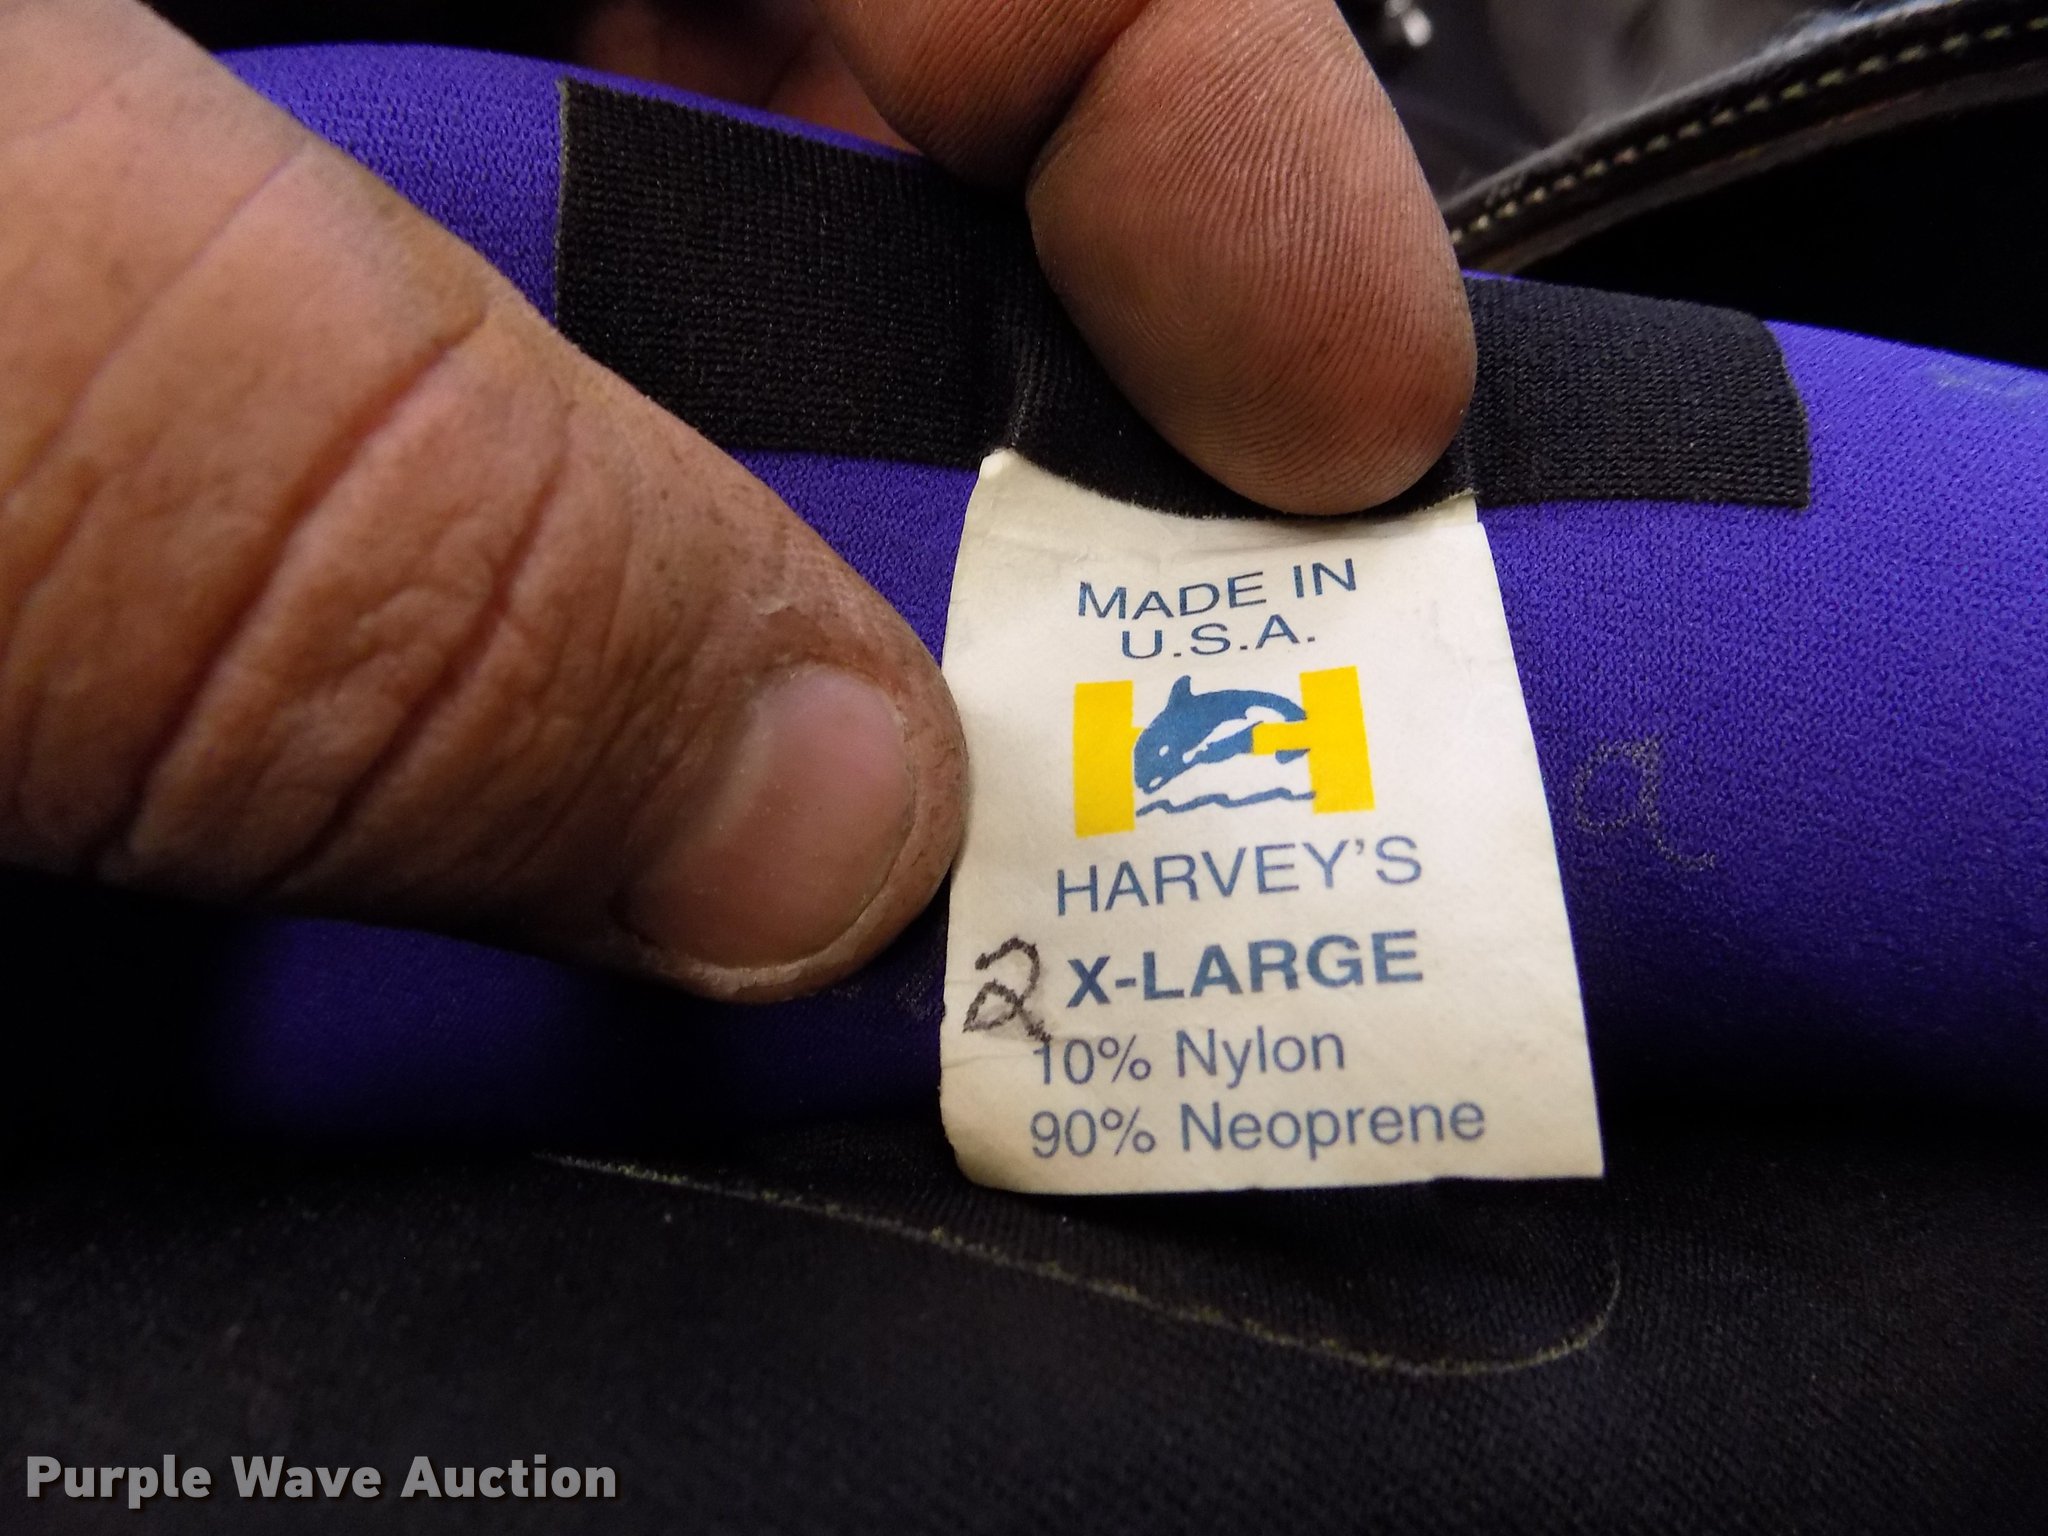 MADE IN
U.S.A.
H
HARVEY'S
2 X-LARGE
10% Nylon
90% Neoprene
a
Purple Wave Auction